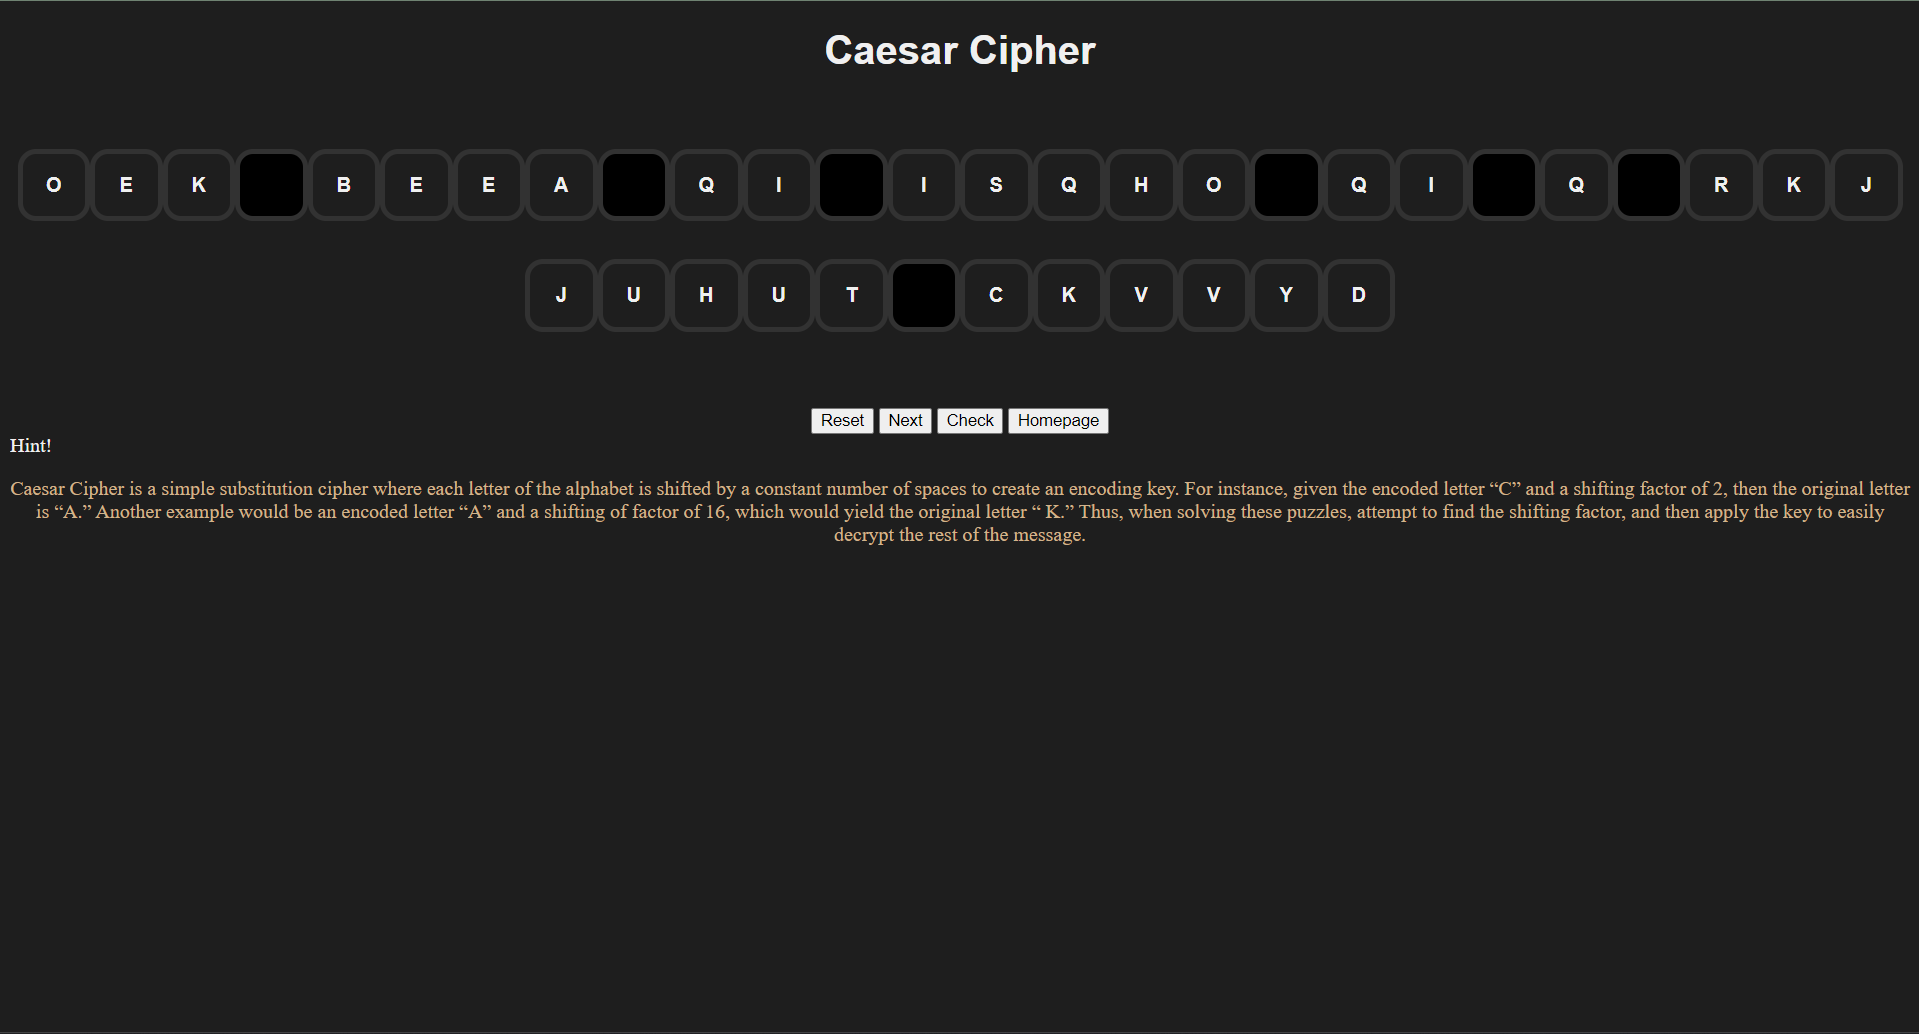 Caesar Cipher
O E K B E E A Q I I S Q H O Q I Q R K J
J U H U T C K V V Y D
Reset Next Check Homepage
Hint!
Caesar Cipher is a simple substitution cipher where each letter of the alphabet is shifted by a constant number of spaces to create an encoding key. For instance, given the encoded letter “C” and a shifting factor of 2, then the original letter
is “A.” Another example would be an encoded letter “A” and a shifting of factor of 16, which would yield the original letter “ K.” Thus, when solving these puzzles, attempt to find the shifting factor, and then apply the key to easily
decrypt the rest of the message.